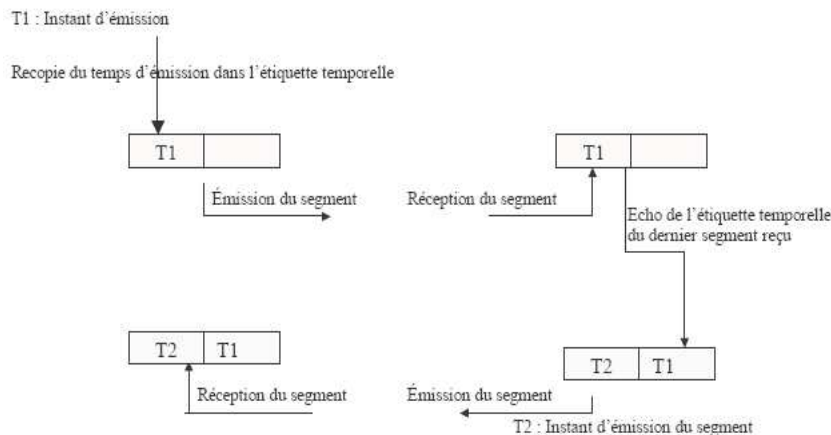 T1 : Instant d'émission
Recopie du temps d'émission dans l'étiquette temporelle
T1
T1
Émission du segment
Réception du segment
Echo de l'étiquette temporelle
du dernier segment reçu
T2 T1
T2 T1
Réception du segment
Émission du segment
T2 : Instant d'émission du segment